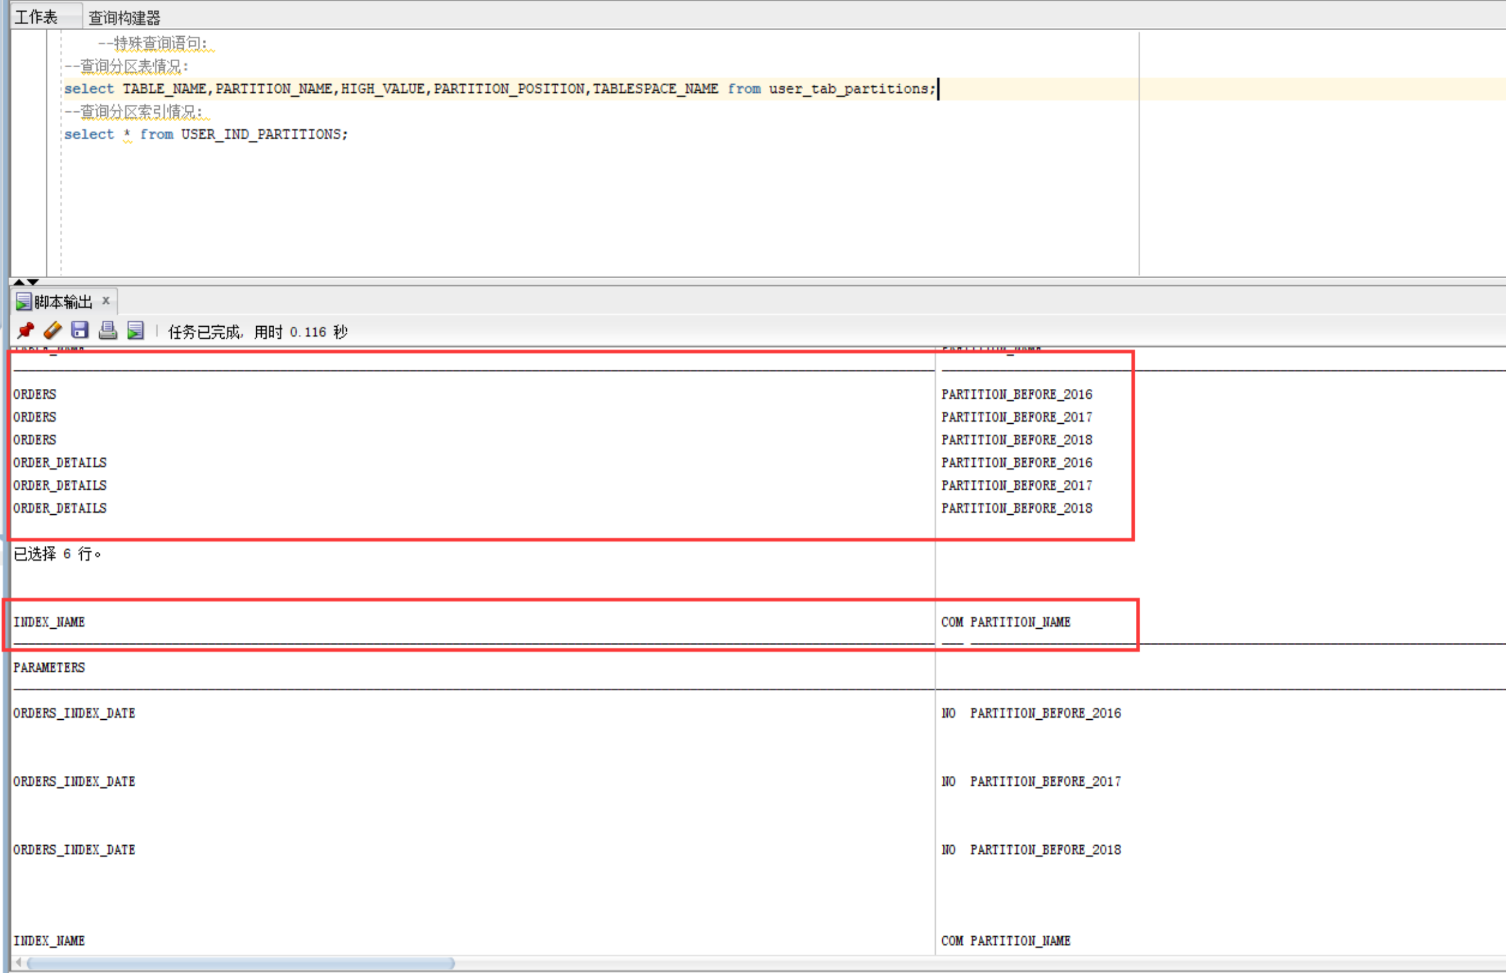 工作表 查询构建器
--特殊查询语句:
--查询分区表情况:
select TABLE_NAME,PARTITION_NAME,HIGH_VALUE,PARTITION_POSITION,TABLESPACE_NAME from user_tab_partitions;
--查询分区索引情况:
select * from USER_IND_PARTITIONS;
脚本输出 x
任务已完成, 用时 0.116 秒
TABLE_NAME PARTITION_NAME
ORDERS PARTITION_BEFORE_2016
ORDERS PARTITION_BEFORE_2017
ORDERS PARTITION_BEFORE_2018
ORDER_DETAILS PARTITION_BEFORE_2016
ORDER_DETAILS PARTITION_BEFORE_2017
ORDER_DETAILS PARTITION_BEFORE_2018
已选择 6 行。
INDEX_NAME COM PARTITION_NAME
PARAMETERS
ORDERS_INDEX_DATE NO PARTITION_BEFORE_2016
ORDERS_INDEX_DATE NO PARTITION_BEFORE_2017
ORDERS_INDEX_DATE NO PARTITION_BEFORE_2018
INDEX_NAME COM PARTITION_NAME